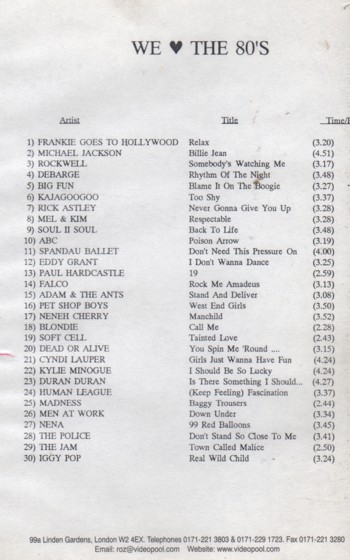 WE ♥ THE 80'S
Artist Title Time/
1) FRANKIE GOES TO HOLLYWOOD Relax (3.20)
2) MICHAEL JACKSON Billie Jean (4.51)
3) ROCKWELL Somebody's Watching Me (3.17)
4) DEBARGE Rhythm Of The Night (3.48)
5) BIG FUN Blame It On The Boogie (3.27)
6) KAJAGOOGOO Too Shy (3.37)
7) RICK ASTLEY Never Gonna Give You Up (3.28)
8) MEL & KIM Respectable (3.28)
9) SOUL II SOUL Back To Life (3.48)
10) ABC Poison Arrow (3.19)
11) SPANDAU BALLET Don't Need This Pressure On (4.00)
12) EDDY GRANT I Don't Wanna Dance (3.25)
13) PAUL HARDCASTLE 19 (2.59)
14) FALCO Rock Me Amadeus (3.13)
15) ADAM & THE ANTS Stand And Deliver (3.08)
16) PET SHOP BOYS West End Girls (3.50)
17) NENEH CHERRY Manchild (3.52)
18) BLONDIE Call Me (2.28)
19) SOFT CELL Tainted Love (2.43)
20) DEAD OR ALIVE You Spin Me 'Round .... (3.15)
21) CYNDI LAUPER Girls Just Wanna Have Fun (4.24)
22) KYLIE MINOGUE I Should Be So Lucky (4.24)
23) DURAN DURAN Is There Something I Should... (4.27)
24) HUMAN LEAGUE (Keep Feeling) Fascination (3.37)
25) MADNESS Baggy Trousers (2.44)
26) MEN AT WORK Down Under (3.34)
27) NENA 99 Red Balloons (3.45)
28) THE POLICE Don't Stand So Close To Me (3.41)
29) THE JAM Town Called Malice (2.50)
30) IGGY POP Real Wild Child (3.24)
99a Linden Gardens, London W2 4EX. Telephones 0171-221 3803 & 0171-229 1723. Fax 0171-221 3280
Email: roz@videopool.com Website: www.videopool.com